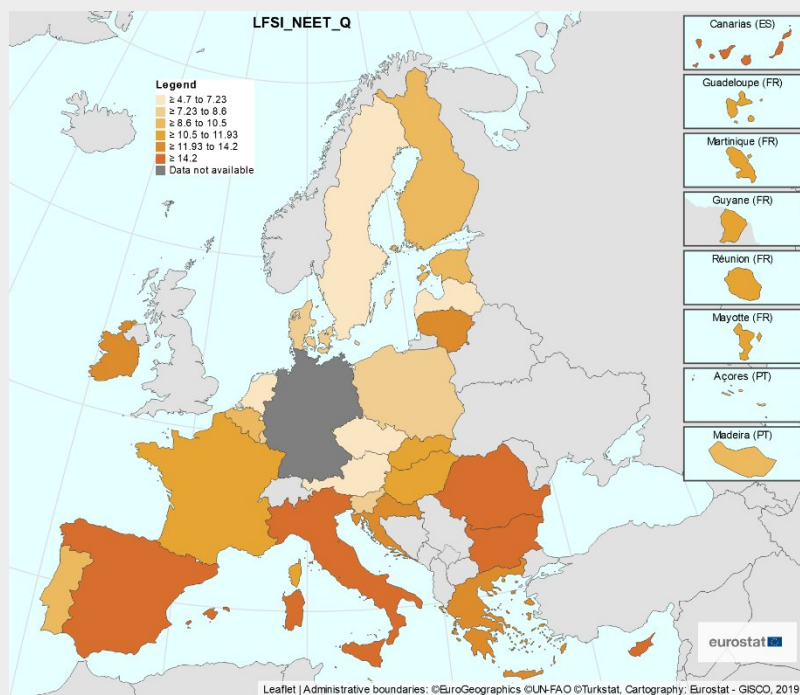 LFSI_NEET_Q
Legend
≥ 4.7 to 7.23
≥ 7.23 to 8.6
≥ 8.6 to 10.5
≥ 10.5 to 11.93
≥ 11.93 to 14.2
≥ 14.2
Data not available
Canarias (ES)
Guadeloupe (FR)
Martinique (FR)
Guyane (FR)
Réunion (FR)
Mayotte (FR)
Açores (PT)
Madeira (PT)
eurostat
Leaflet | Administrative boundaries: ©EuroGeographics ©UN-FAO ©Turkstat, Cartography: Eurostat - GISCO, 2019